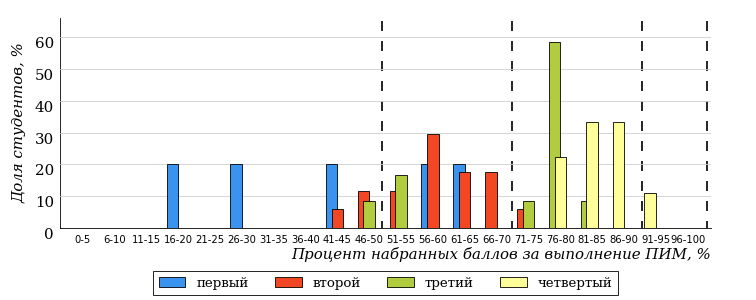 Доля студентов, %
60
50
40
30
20
10
0
0-5 6-10 11-15 16-20 21-25 26-30 31-35 36-40 41-45 46-50 51-55 56-60 61-65 66-70 71-75 76-80 81-85 86-90 91-95 96-100
Процент набранных баллов за выполнение ПИМ, %
первый второй третий четвертый